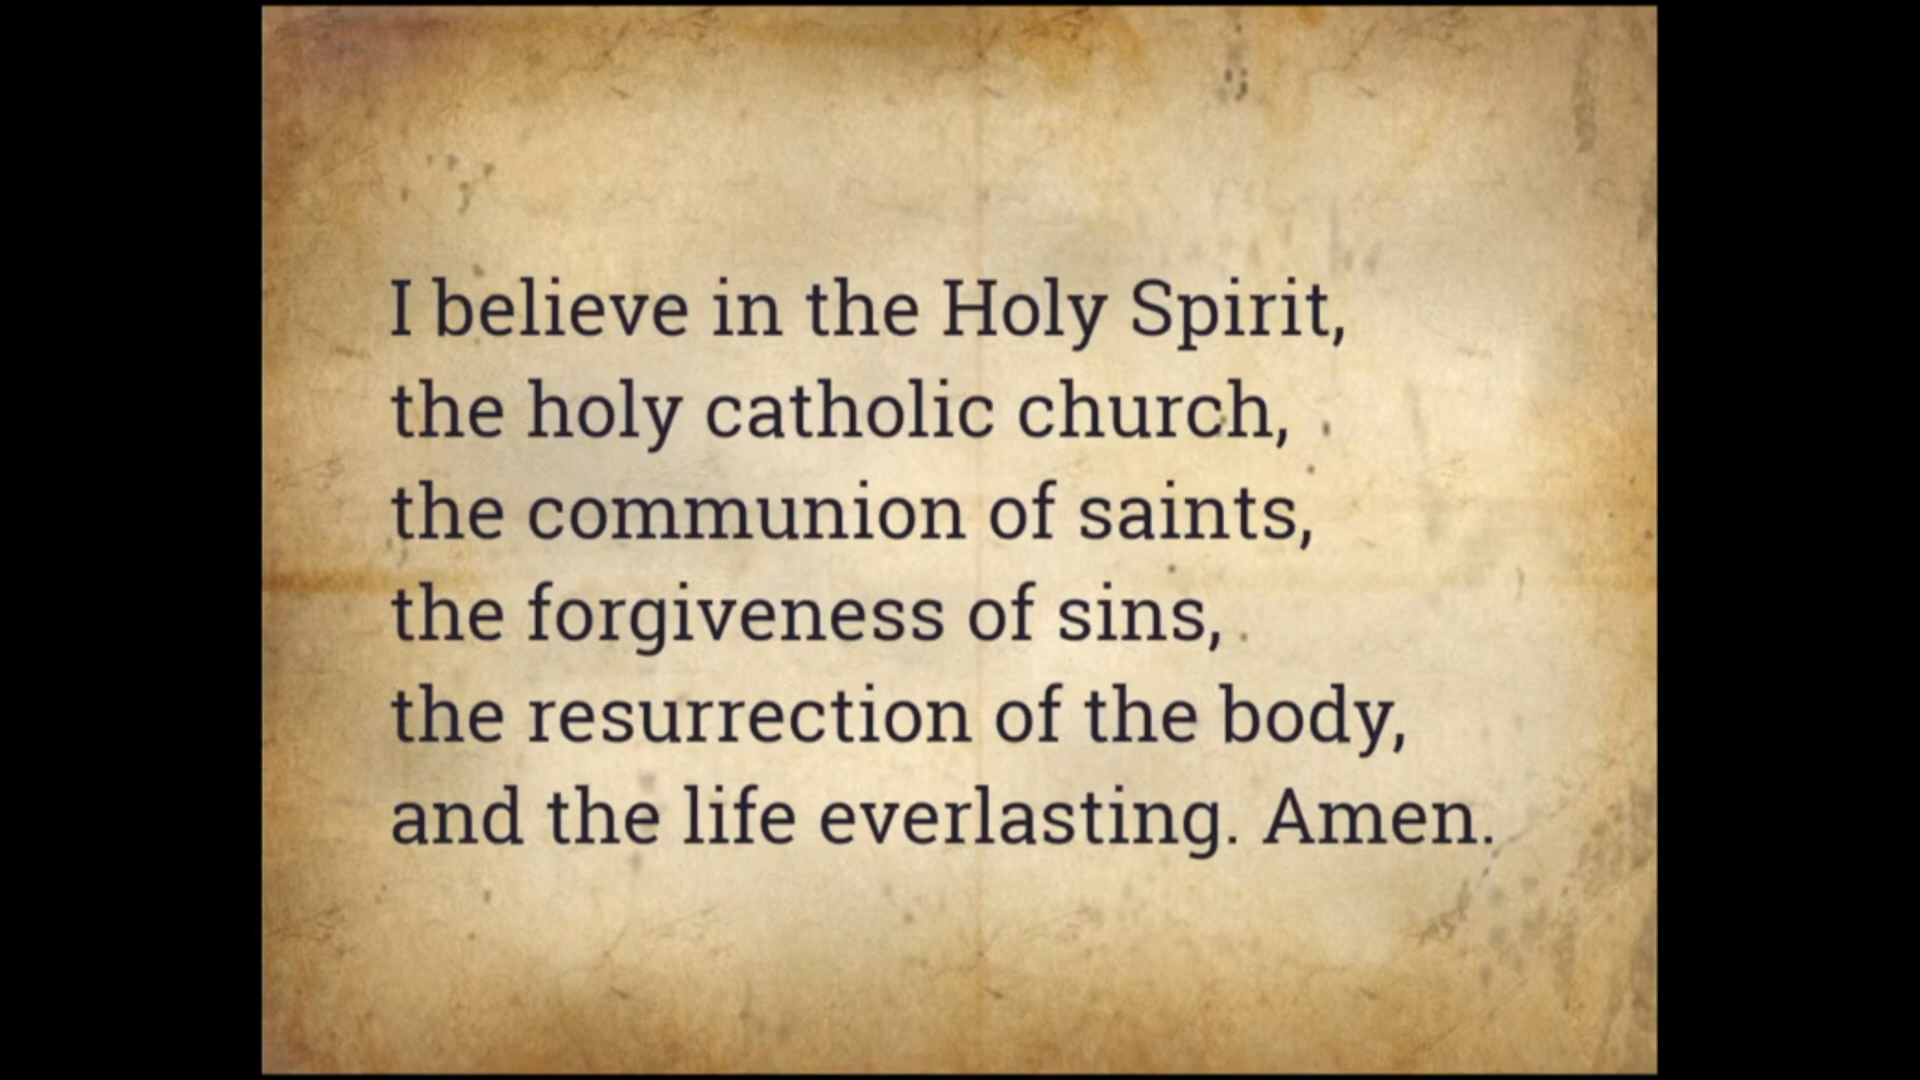 I believe in the Holy Spirit,
the holy catholic church,
the communion of saints,
the forgiveness of sins,
the resurrection of the body,
and the life everlasting. Amen.